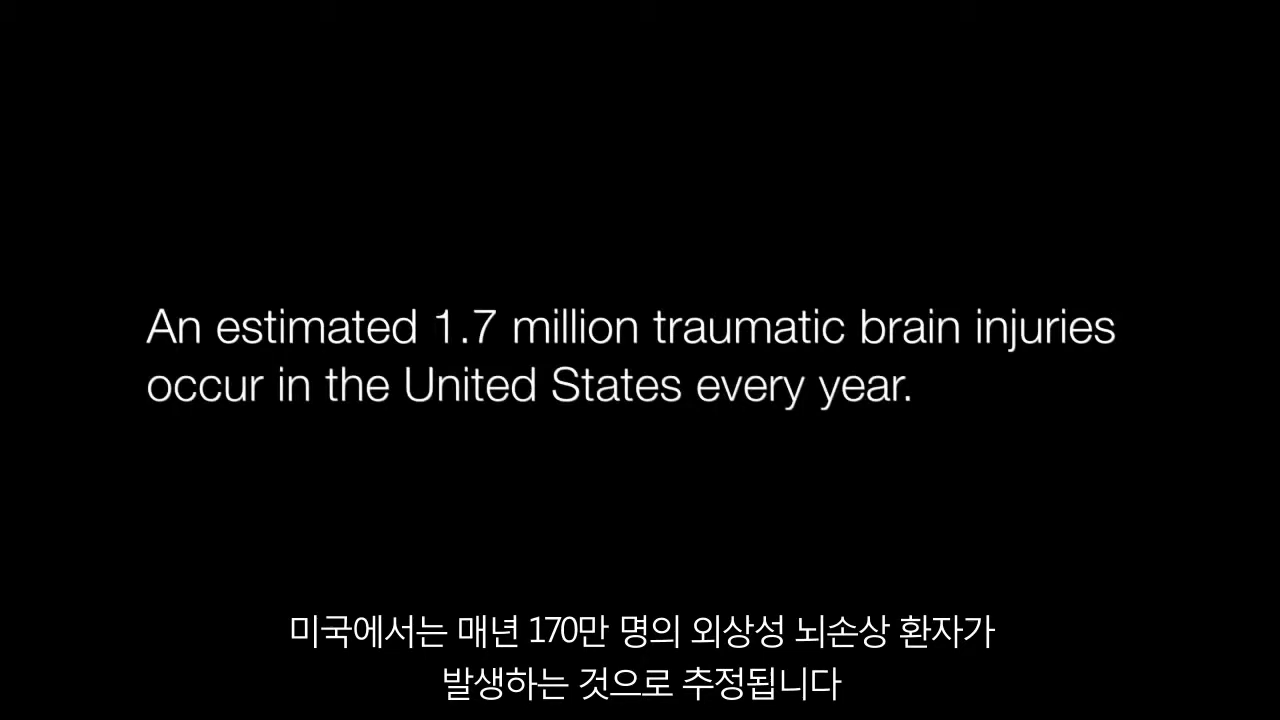 An estimated 1.7 million traumatic brain injuries
occur in the United States every year.
미국에서는 매년 170만 명의 외상성 뇌손상 환자가
발생하는 것으로 추정됩니다